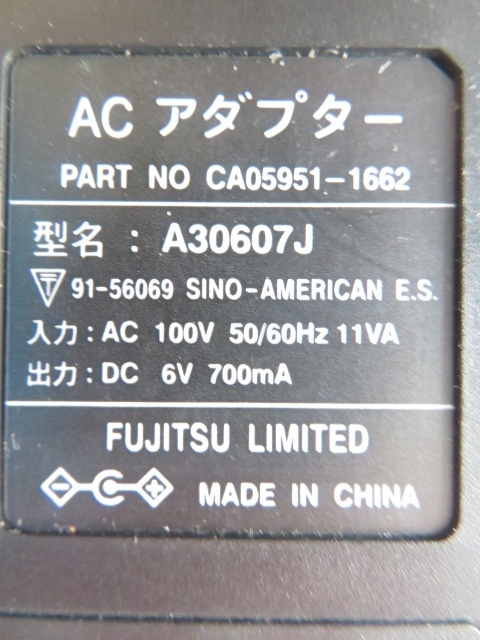 AC アダプター
PART NO CA05951-1662
型名 : A30607J
T 91-56069 SINO-AMERICAN E.S.
入力 : AC 100V 50/60Hz 11VA
出力 : DC 6V 700mA
FUJITSU LIMITED
MADE IN CHINA